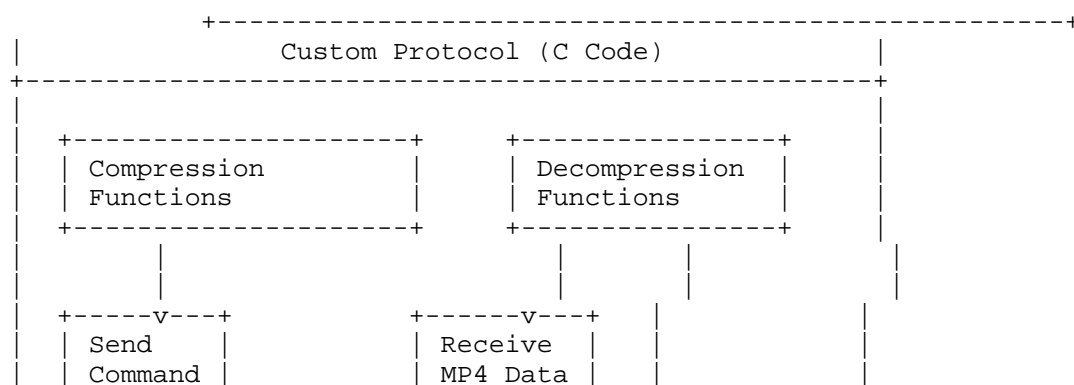 Custom Protocol (C Code)
Compression Decompression
Functions Functions
Send Receive
Command MP4 Data